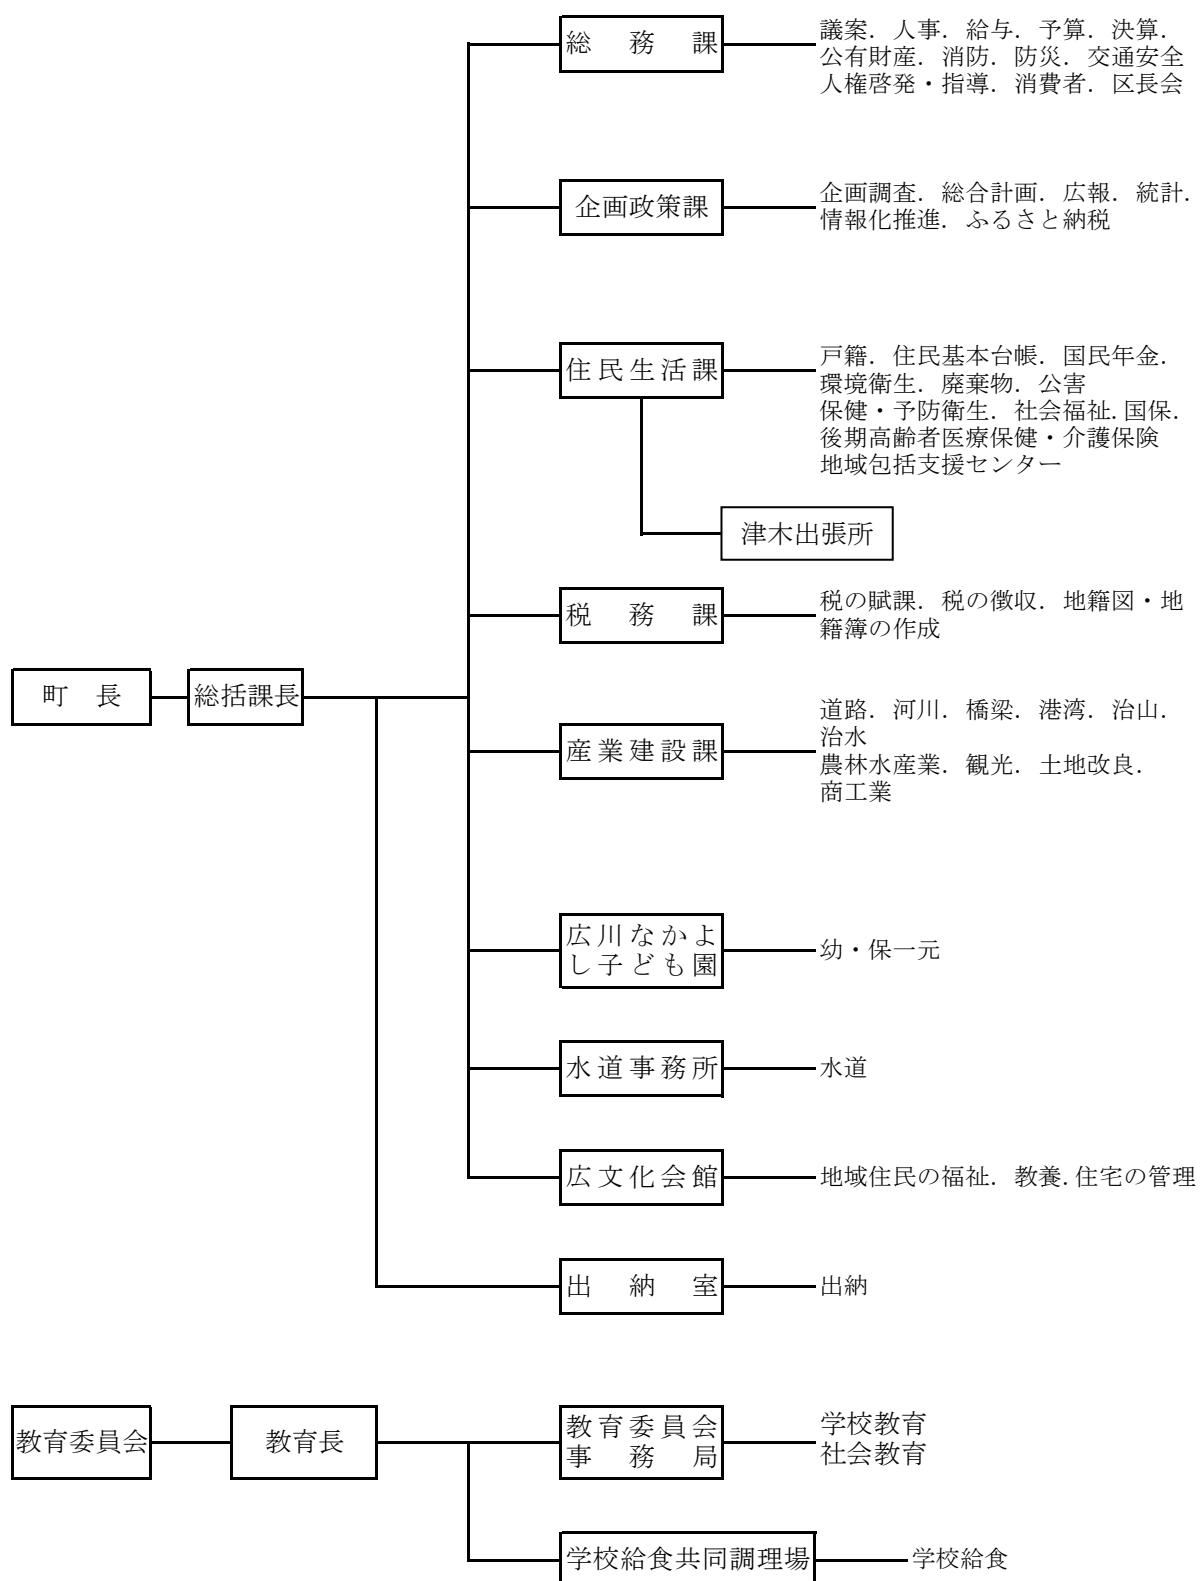 総務課
議案．人事．給与．予算．決算．
公有財産．消防．防災．交通安全
人権啓発・指導．消費者．区長会
企画政策課
企画調査．総合計画．広報．統計．
情報化推進．ふるさと納税
住民生活課
戸籍．住民基本台帳．国民年金．
環境衛生．廃棄物．公害
保健・予防衛生．社会福祉．国保．
後期高齢者医療保健・介護保険
地域包括支援センター
津木出張所
税務課
税の賦課．税の徴収．地籍図・地
籍簿の作成
町長
総括課長
産業建設課
道路．河川．橋梁．港湾．治山．
治水
農林水産業．観光．土地改良．
商工業
広川なかよ
し子ども園
幼・保一元
水道事務所
水道
広文化会館
地域住民の福祉．教養．住宅の管理
出納室
出納
教育委員会
教育長
教育委員会
事務局
学校教育
社会教育
学校給食共同調理場
学校給食